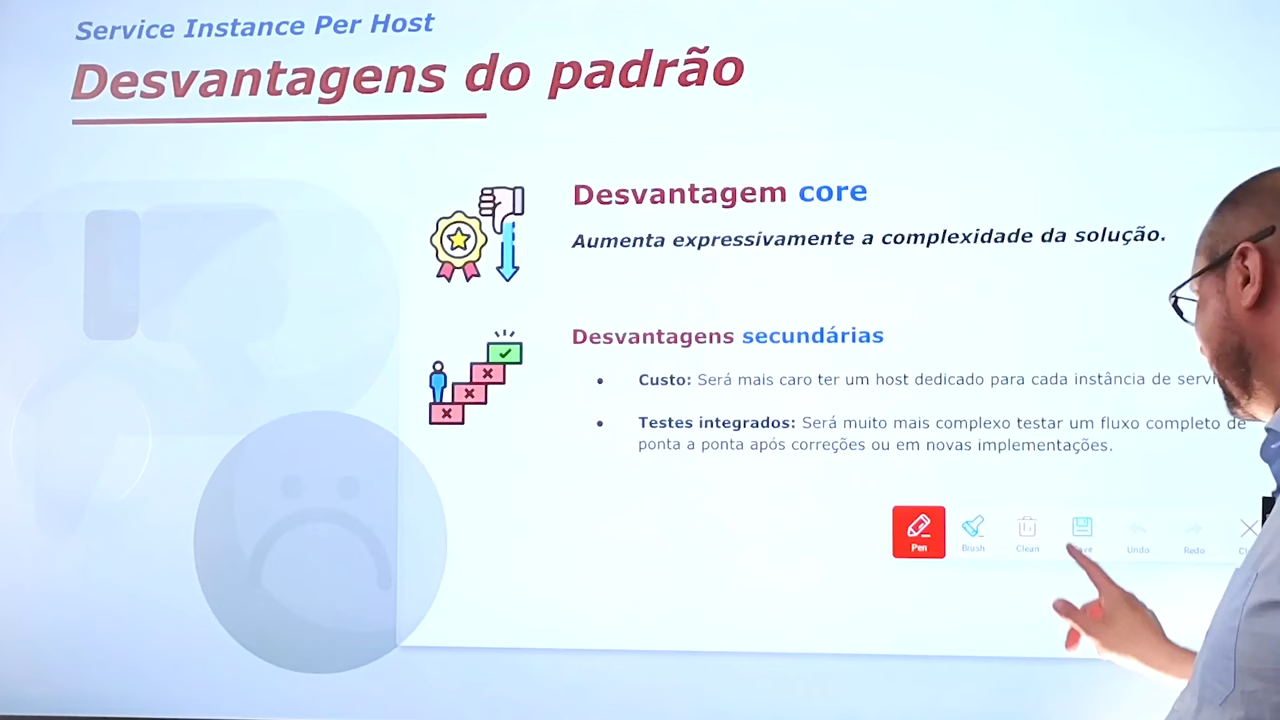 Service Instance Per Host
Desvantagens do padrão
Desvantagem core
Aumenta expressivamente a complexidade da solução.
Desvantagens secundárias
• Custo: Será mais caro ter um host dedicado para cada instância de
• Testes integrados: Será muito mais complexo testar um fluxo completo de
ponta a ponta após correções ou em novas implementações.
Pen Brush Clean Undo Redo